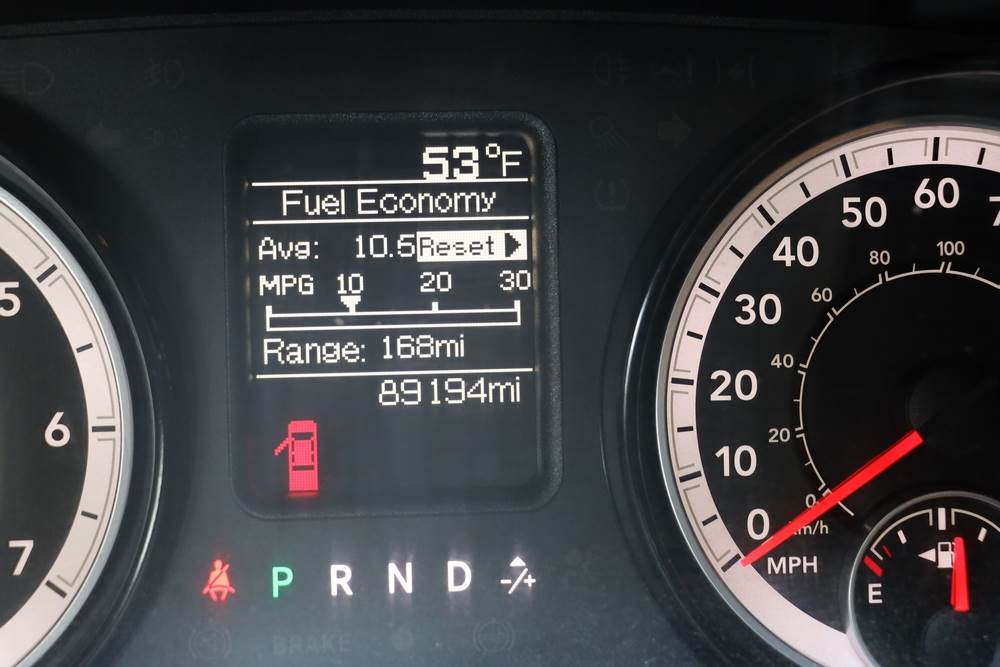 53°F
Fuel Economy
Avg: 10.5 Reset
MPG 10 20 30
Range: 168mi
89194mi
P R N D -/+
BRAKE
5
6
7
0
10
20
30
40
50
60
0
20
40
60
80
100
km/h
MPH
E